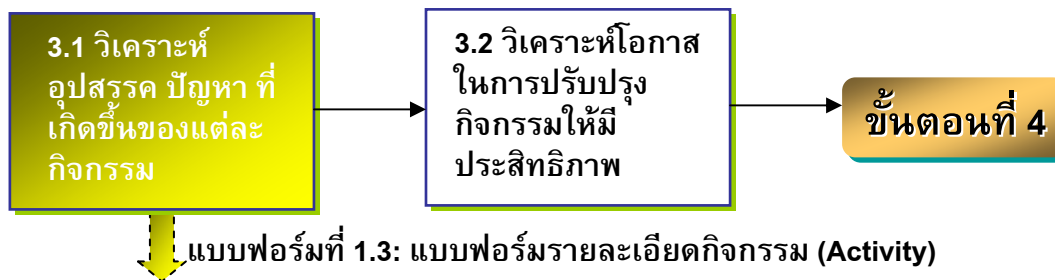 3.1 วิเคราะห์
อุปสรรค ปัญหา ที่
เกิดขึ้นของแต่ละ
กิจกรรม
3.2 วิเคราะห์โอกาส
ในการปรับปรุง
กิจกรรมให้มี
ประสิทธิภาพ
ขั้นตอนที่ 4
แบบฟอร์มที่ 1.3: แบบฟอร์มรายละเอียดกิจกรรม (Activity)